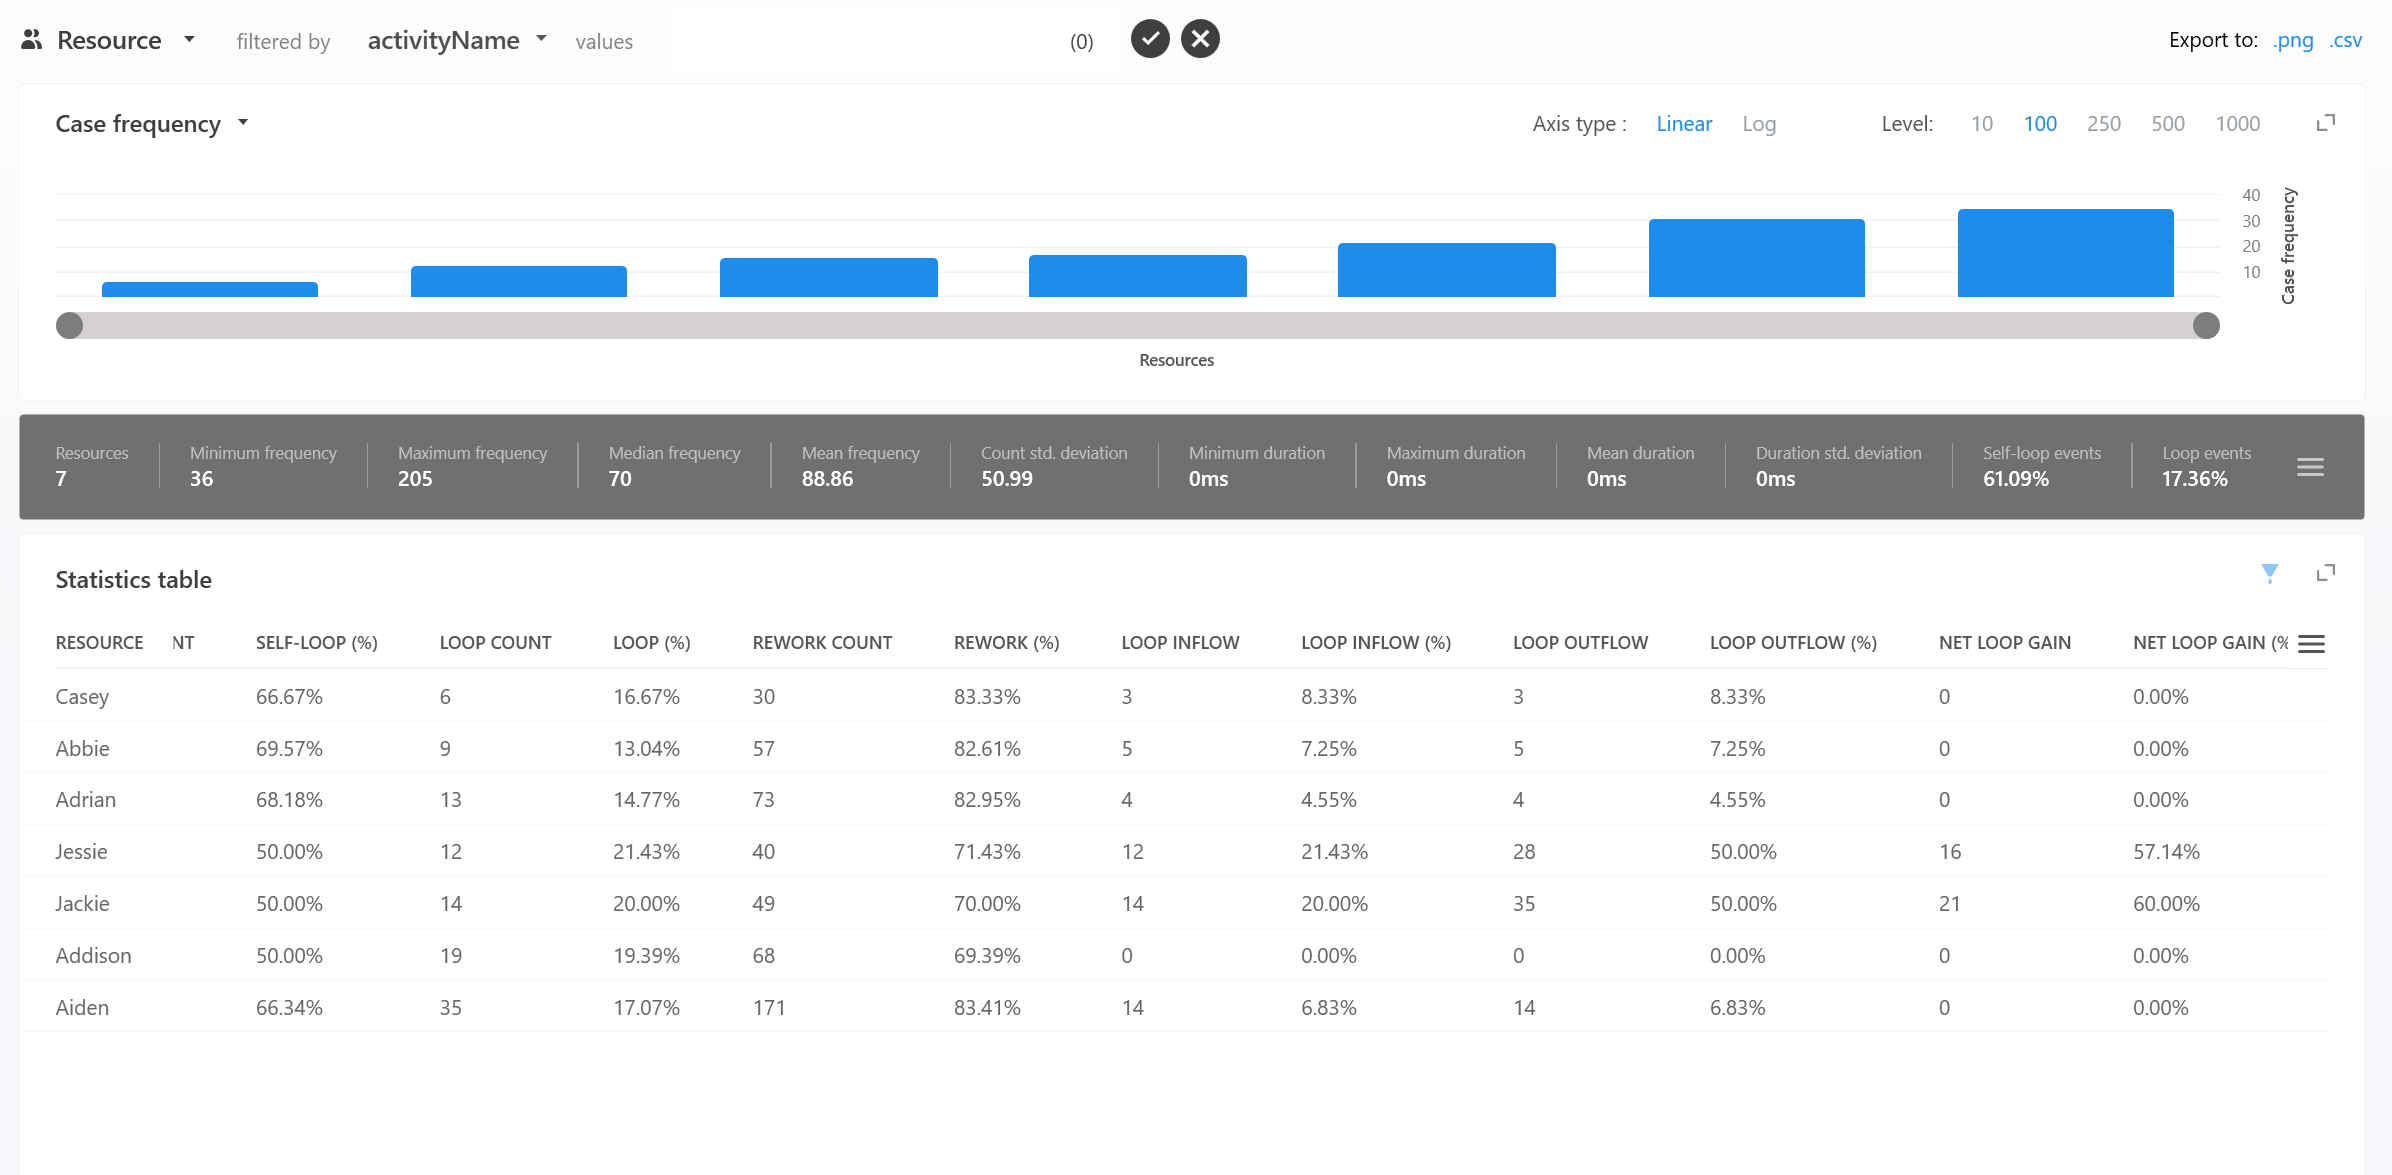 Resource filtered by activityName values (0) Export to: .png .csv
Case frequency Axis type : Linear Log Level: 10 100 250 500 1000
40
30
20
10
Case frequency
Resources
Resources Minimum frequency Maximum frequency Median frequency Mean frequency Count std. deviation Minimum duration Maximum duration Mean duration Duration std. deviation Self-loop events Loop events
7 36 205 70 88.86 50.99 0ms 0ms 0ms 0ms 61.09% 17.36%
Statistics table
RESOURCE NT SELF-LOOP (%) LOOP COUNT LOOP (%) REWORK COUNT REWORK (%) LOOP INFLOW LOOP INFLOW (%) LOOP OUTFLOW LOOP OUTFLOW (%) NET LOOP GAIN NET LOOP GAIN (%
Casey 66.67% 6 16.67% 30 83.33% 3 8.33% 3 8.33% 0 0.00%
Abbie 69.57% 9 13.04% 57 82.61% 5 7.25% 5 7.25% 0 0.00%
Adrian 68.18% 13 14.77% 73 82.95% 4 4.55% 4 4.55% 0 0.00%
Jessie 50.00% 12 21.43% 40 71.43% 12 21.43% 28 50.00% 16 57.14%
Jackie 50.00% 14 20.00% 49 70.00% 14 20.00% 35 50.00% 21 60.00%
Addison 50.00% 19 19.39% 68 69.39% 0 0.00% 0 0.00% 0 0.00%
Aiden 66.34% 35 17.07% 171 83.41% 14 6.83% 14 6.83% 0 0.00%